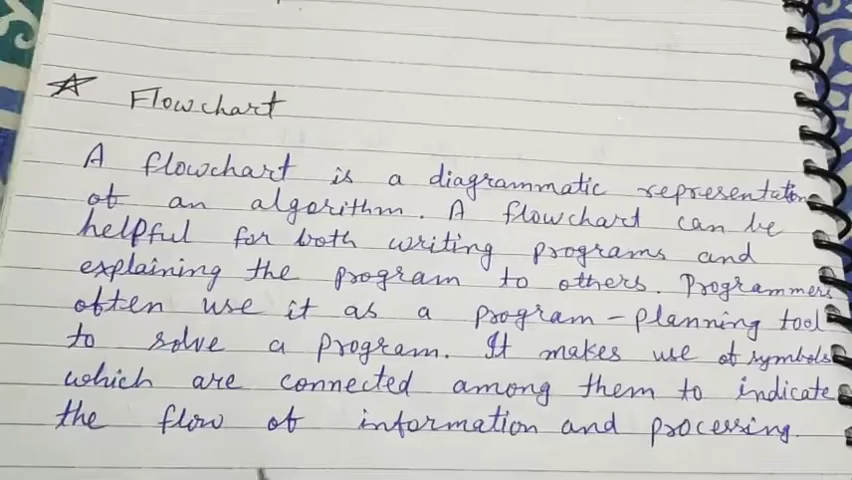 ☆ Flowchart
A flowchart is a diagrammatic representation
of an algorithm. A flowchart can be
helpful for both writing programs and
explaining the program to others. Programmers
often use it as a program-planning tool
to solve a program. It makes use of symbols
which are connected among them to indicate
the flow of information and processing.